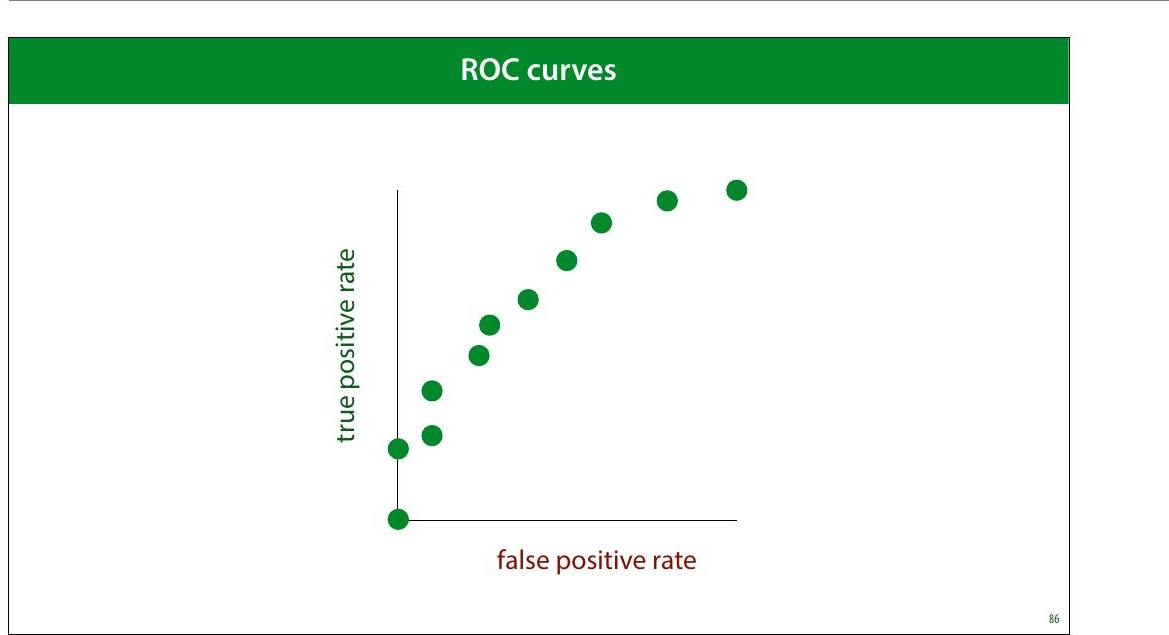 ROC curves
true positive rate
false positive rate
86